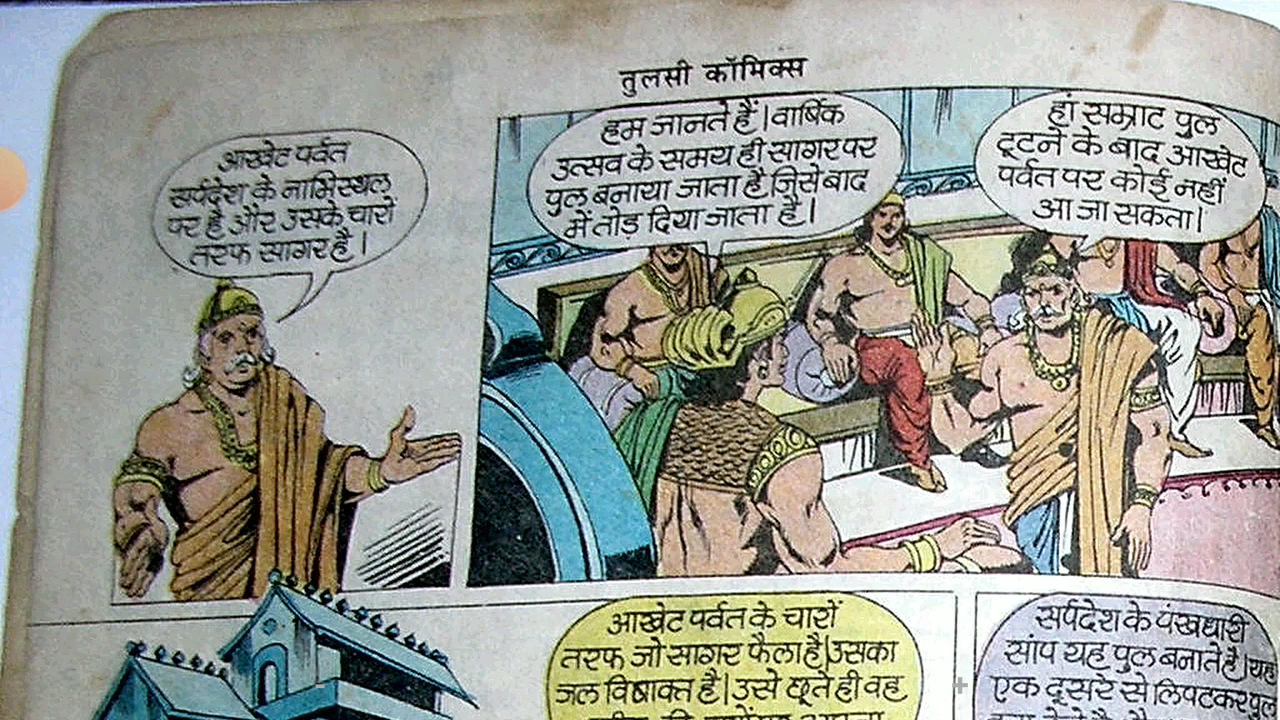 तुलसी कॉमिक्स
आखेट पर्वत
सर्पदेश के नाभिस्थल
पर है और उसके चारों
तरफ सागर है।
हम जानते हैं। वार्षिक
उत्सव के समय ही सागर पर
पुल बनाया जाता है जिसे बाद
में तोड़ दिया जाता है।
हां सम्राट पुल
टूटने के बाद आखेट
पर्वत पर कोई नहीं
आ जा सकता।
आखेट पर्वत के चारों
तरफ जो सागर फैला है। उसका
जल विषाक्त है। उसे छूते ही वह
सर्पदेश के पंखधारी
सांप यह पुल बनाते है। यह
एक दूसरे से लिपटकर पुल